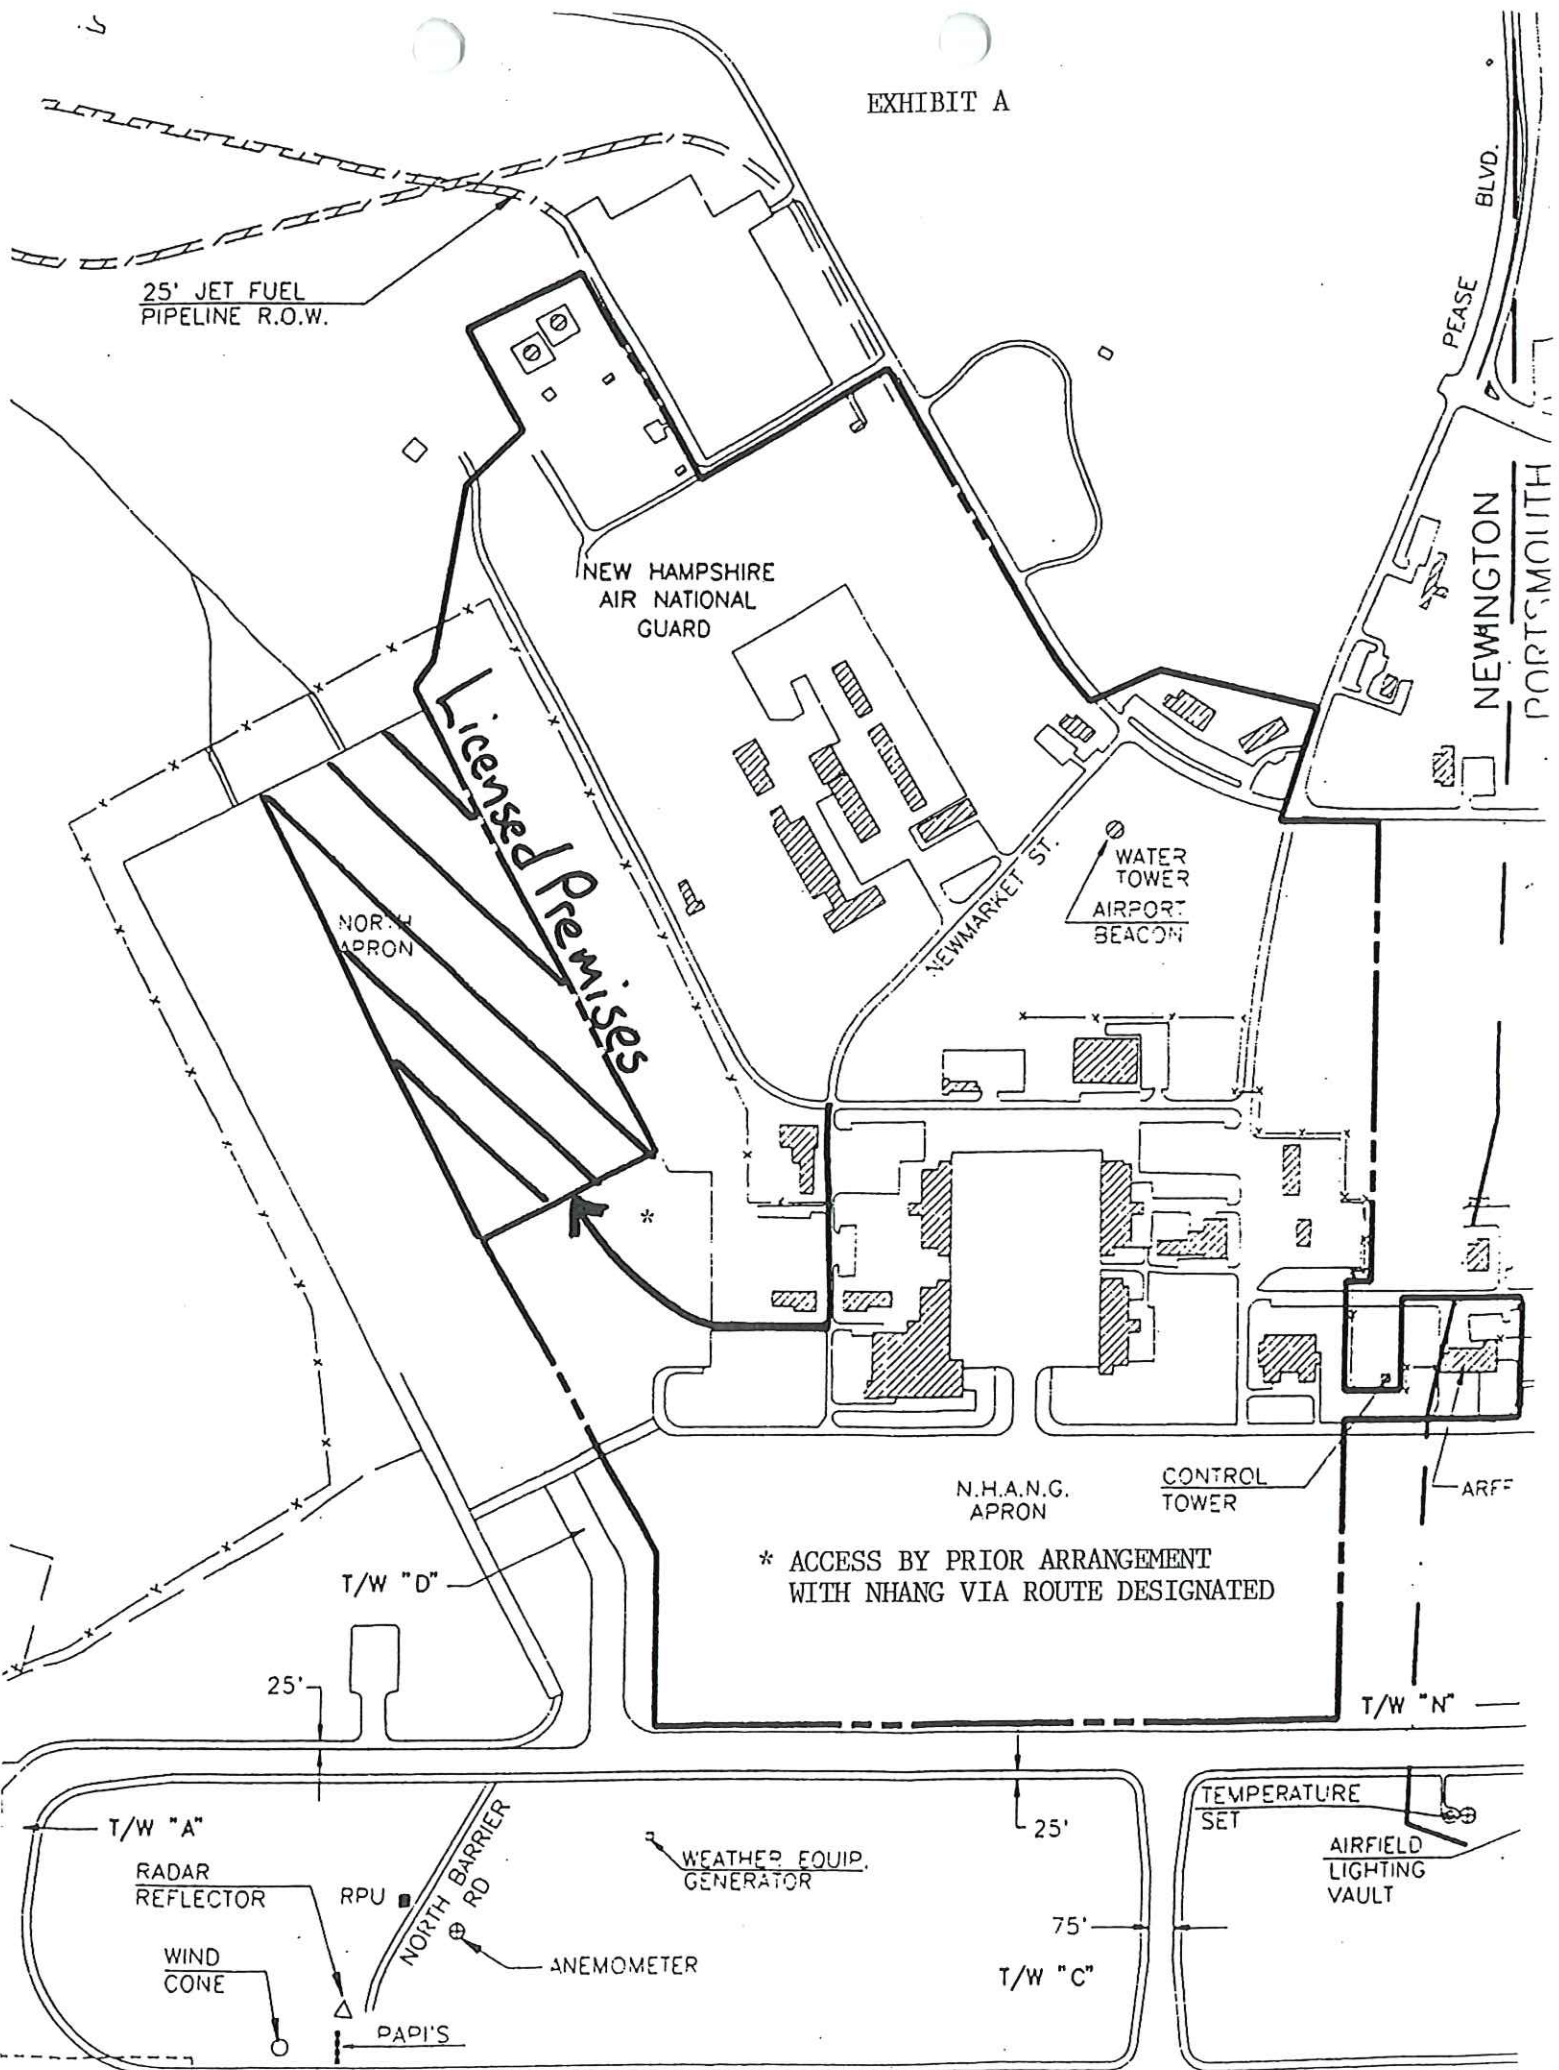 EXHIBIT A
BLVD.
PEASE
25' JET FUEL
PIPELINE R.O.W.
NEWINGTON
PORTSMOUTH
NEW HAMPSHIRE
AIR NATIONAL
GUARD
Licensed Premises
NORTH
APRON
NEWMARKET ST.
WATER
TOWER
AIRPORT
BEACON
*
N.H.A.N.G.
APRON
CONTROL
TOWER
ARFF
* ACCESS BY PRIOR ARRANGEMENT
WITH NHANG VIA ROUTE DESIGNATED
T/W "D"
25'
T/W "N"
T/W "A"
25'
TEMPERATURE
SET
AIRFIELD
LIGHTING
VAULT
RADAR
REFLECTOR
RPU
NORTH BARRIER
RD
WEATHER EQUIP.
GENERATOR
75'
T/W "C"
WIND
CONE
ANEMOMETER
PAPI'S